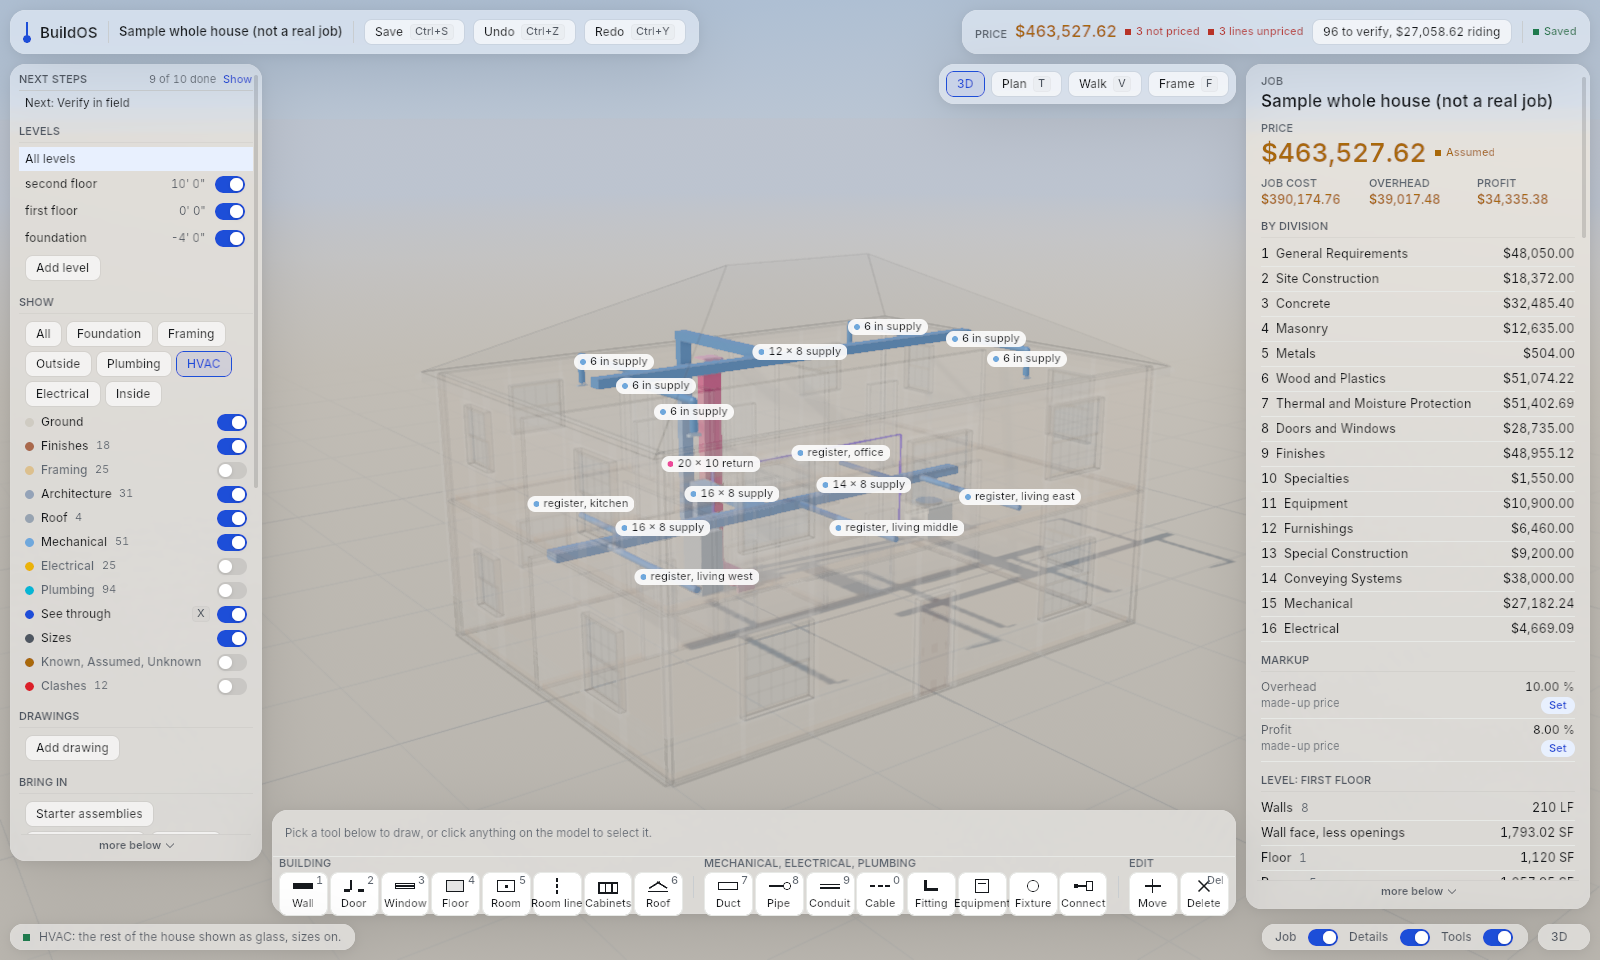 BuildOS
Sample whole house (not a real job)
Save Ctrl+S
Undo Ctrl+Z
Redo Ctrl+Y
PRICE $463,527.62
3 not priced
3 lines unpriced
96 to verify, $27,058.62 riding
Saved
NEXT STEPS 9 of 10 done Show
Next: Verify in field
LEVELS
All levels
second floor 10' 0"
first floor 0' 0"
foundation -4' 0"
Add level
SHOW
All Foundation Framing
Outside Plumbing HVAC
Electrical Inside
Ground
Finishes 18
Framing 25
Architecture 31
Roof 4
Mechanical 51
Electrical 25
Plumbing 94
See through X
Sizes
Known, Assumed, Unknown
Clashes 12
DRAWINGS
Add drawing
BRING IN
Starter assemblies
more below
3D
Plan T
Walk V
Frame F
6 in supply
6 in supply
12 × 8 supply
6 in supply
6 in supply
6 in supply
6 in supply
register, office
20 × 10 return
14 × 8 supply
16 × 8 supply
register, living east
register, kitchen
16 × 8 supply
register, living middle
register, living west
JOB
Sample whole house (not a real job)
PRICE
$463,527.62 Assumed
JOB COST OVERHEAD PROFIT
$390,174.76 $39,017.48 $34,335.38
BY DIVISION
1 General Requirements $48,050.00
2 Site Construction $18,372.00
3 Concrete $32,485.40
4 Masonry $12,635.00
5 Metals $504.00
6 Wood and Plastics $51,074.22
7 Thermal and Moisture Protection $51,402.69
8 Doors and Windows $28,735.00
9 Finishes $48,955.12
10 Specialties $1,550.00
11 Equipment $10,900.00
12 Furnishings $6,460.00
13 Special Construction $9,200.00
14 Conveying Systems $38,000.00
15 Mechanical $27,182.24
16 Electrical $4,669.09
MARKUP
Overhead 10.00 %
made-up price Set
Profit 8.00 %
made-up price Set
LEVEL: FIRST FLOOR
Walls 8 210 LF
Wall face, less openings 1,793.02 SF
Floor 1 1,120 SF
more below
Pick a tool below to draw, or click anything on the model to select it.
BUILDING
Wall 1
Door 2
Window 3
Floor 4
Room 5
Room line
Cabinets
Roof 6
MECHANICAL, ELECTRICAL, PLUMBING
Duct 7
Pipe 8
Conduit 9
Cable 0
Fitting
Equipment
Fixture
Connect
EDIT
Move
Delete Del
HVAC: the rest of the house shown as glass, sizes on.
Job
Details
Tools
3D